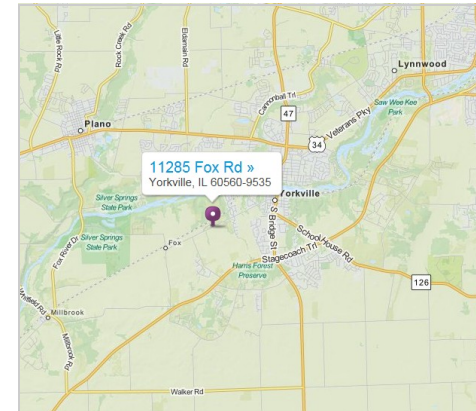 Little Rock Rd
Rock Creek Rd
Eldamain Rd
Lynnwood
Cannonball Trl
47
Saw Wee Kee
Park
Veterans Pky
Plano
34
11285 Fox Rd »
Yorkville, IL 60560-9535
Yorkville
Silver Springs
State Park
S Bridge St
School House Rd
Silver Springs
State Park
Fox
Fox River Dr
Stagecoach Trl
Harris Forest
Preserve
126
Whitfield Rd
Millbrook
Millbrook Rd
Walker Rd